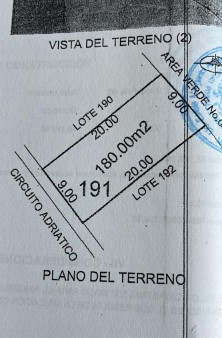 VISTA DEL TERRENO (2)
AREA VERDE No.
LOTE 190
20.00
9.00
180.00m2
9.00
191
20.00
LOTE 192
CIRCUITO ADRIATICO
PLANO DEL TERRENO